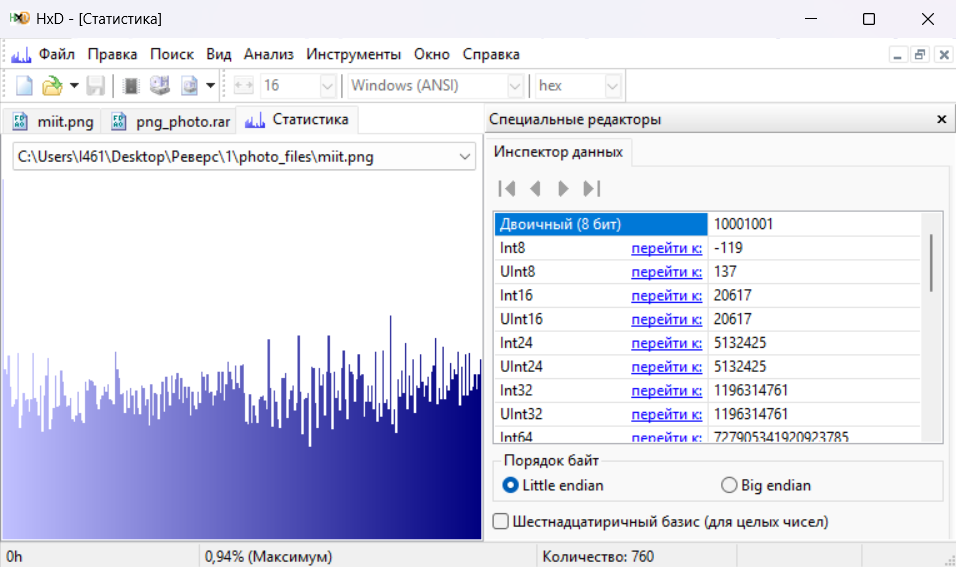 HxD - [Статистика]
Файл Правка Поиск Вид Анализ Инструменты Окно Справка
16 Windows (ANSI) hex
miit.png png_photo.rar Статистика
C:\Users\I461\Desktop\Реверс\1\photo_files\miit.png
Специальные редакторы
Инспектор данных
Двоичный (8 бит) 10001001
Int8 перейти к: -119
UInt8 перейти к: 137
Int16 перейти к: 20617
UInt16 перейти к: 20617
Int24 перейти к: 5132425
UInt24 перейти к: 5132425
Int32 перейти к: 1196314761
UInt32 перейти к: 1196314761
Int64 перейти к: 727905341920923785
Порядок байт
Little endian Big endian
Шестнадцатиричный базис (для целых чисел)
0h 0,94% (Максимум) Количество: 760